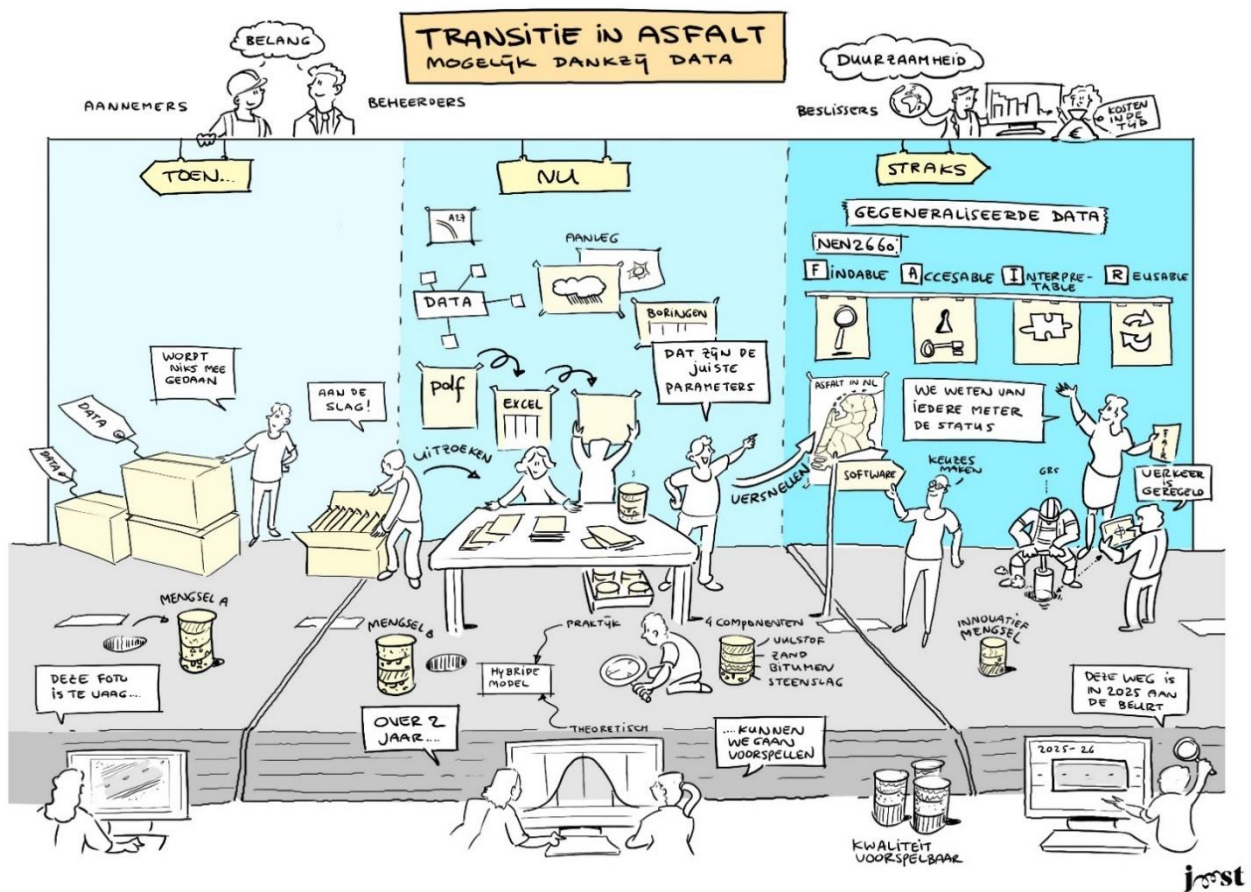 TRANSITIE IN ASFALT
MOGELIJK DANKZIJ DATA
BELANG
AANNEMERS
BEHEERDERS
DUURZAAMHEID
BESLISSERS
KOSTEN
IN DE
TIJD
€
TOEN...
WORDT
NIKS MEE
GEDAAN
DATA
DATA
AAN DE
SLAG!
NU
A27
DATA
AANLEG
BORINGEN
pdf
EXCEL
DAT ZIJN DE
JUISTE
PARAMETERS
UITZOEKEN
VERSNELLEN
STRAKS
GEGENERALISEERDE DATA
NEN2660:
FINDABLE
ACCESABLE
INTERPRE-
TABLE
REUSABLE
ASFALT IN NL
WE WETEN VAN
IEDERE METER
DE STATUS
SOFTWARE
KEUZES
MAKEN
GPS
FAIR
VERKEER
IS
GEREGELD
MENGSEL A
DEZE FOTO
IS TE VAAG...
MENGSEL B
PRAKTIJK
HYBRIDE
MODEL
THEORETISCH
4 COMPONENTEN
VULSTOF
ZAND
BITUMEN
STEENSLAG
OVER 2
JAAR....
....KUNNEN
WE GAAN
VOORSPELLEN
INNOVATIEF
MENGSEL
DEZE WEG IS
IN 2025 AAN
DE BEURT
2025-26
KWALITEIT
VOORSPELBAAR
joost